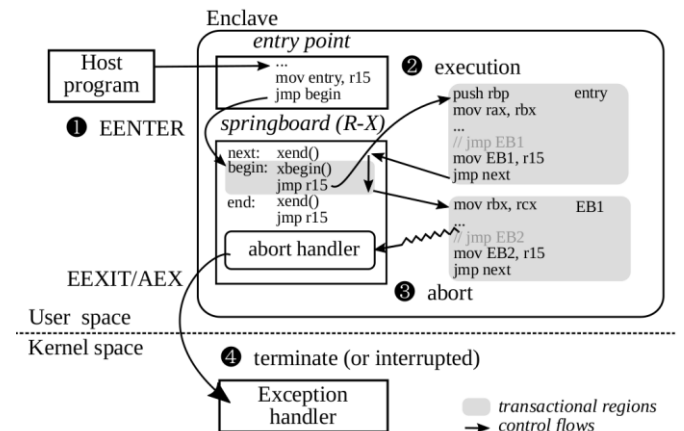 Enclave
entry point
Host
program
...
mov entry, r15
jmp begin
❶ EENTER
❷ execution
push rbp entry
mov rax, rbx
...
// jmp EB1
mov EB1, r15
jmp next
springboard (R-X)
next: xend()
begin: xbegin()
jmp r15
end: xend()
jmp r15
abort handler
mov rbx, rcx EB1
...
// jmp EB2
mov EB2, r15
jmp next
❸ abort
EEXIT/AEX
User space
Kernel space
❹ terminate (or interrupted)
Exception
handler
transactional regions
control flows